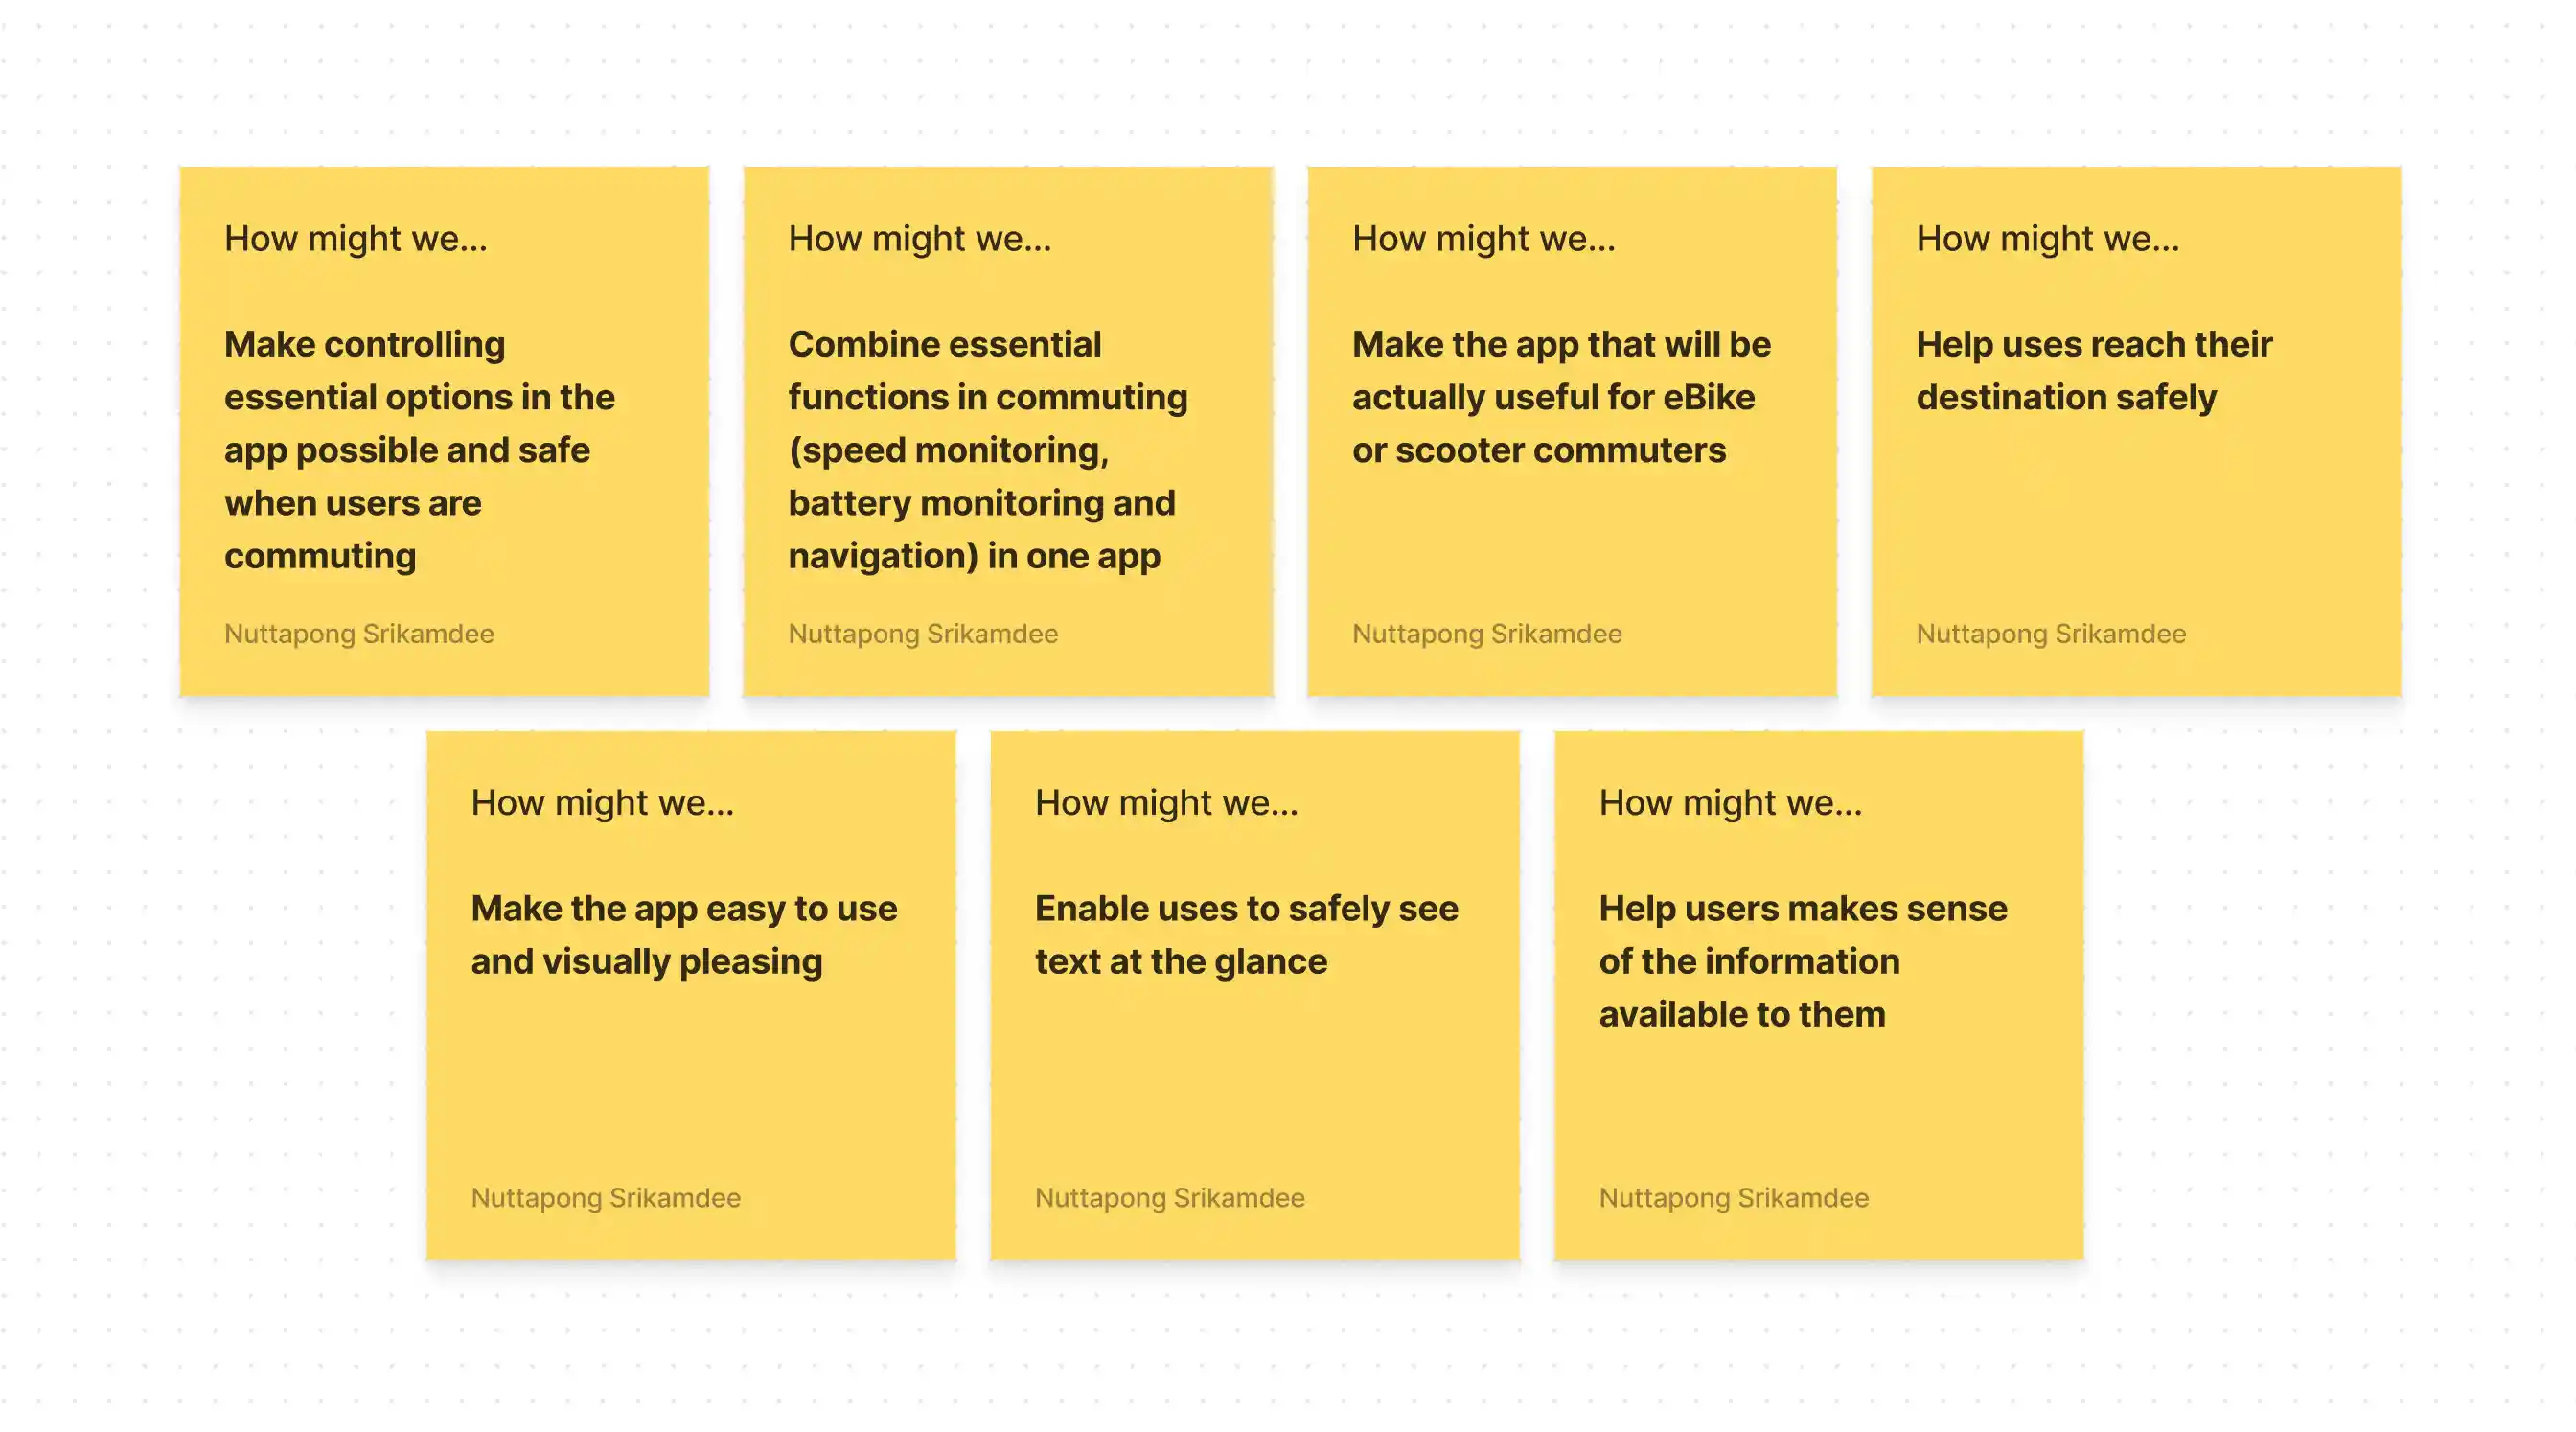 How might we...
Make controlling
essential options in the
app possible and safe
when users are
commuting
Nuttapong Srikamdee
How might we...
Combine essential
functions in commuting
(speed monitoring,
battery monitoring and
navigation) in one app
Nuttapong Srikamdee
How might we...
Make the app that will be
actually useful for eBike
or scooter commuters
Nuttapong Srikamdee
How might we...
Help uses reach their
destination safely
Nuttapong Srikamdee
How might we...
Make the app easy to use
and visually pleasing
Nuttapong Srikamdee
How might we...
Enable uses to safely see
text at the glance
Nuttapong Srikamdee
How might we...
Help users makes sense
of the information
available to them
Nuttapong Srikamdee